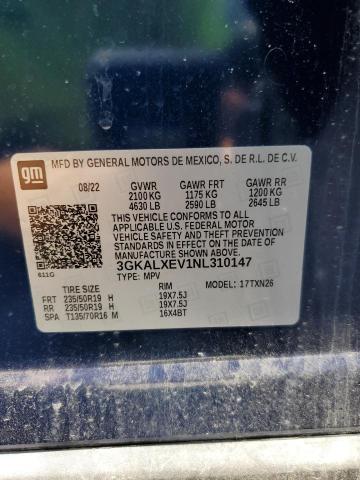 gm
MFD BY GENERAL MOTORS DE MEXICO, S. DE R.L. DE C.V.
08/22 GVWR GAWR FRT GAWR RR
2100 KG 1175 KG 1200 KG
4630 LB 2590 LB 2645 LB
THIS VEHICLE CONFORMS TO ALL APPLICABLE U.S. FEDERAL MOTOR VEHICLE SAFETY, BUMPER, AND THEFT PREVENTION STANDARDS IN EFFECT ON THE DATE OF MANUFACTURE SHOWN ABOVE.
3GKALXEV1NL310147
611G
TYPE: MPV
TIRE SIZE RIM MODEL: 17TXN26
FRT 235/50R19 H 19X7.5J
RR 235/50R19 H 19X7.5J
SPA T135/70R16 M 16X4BT